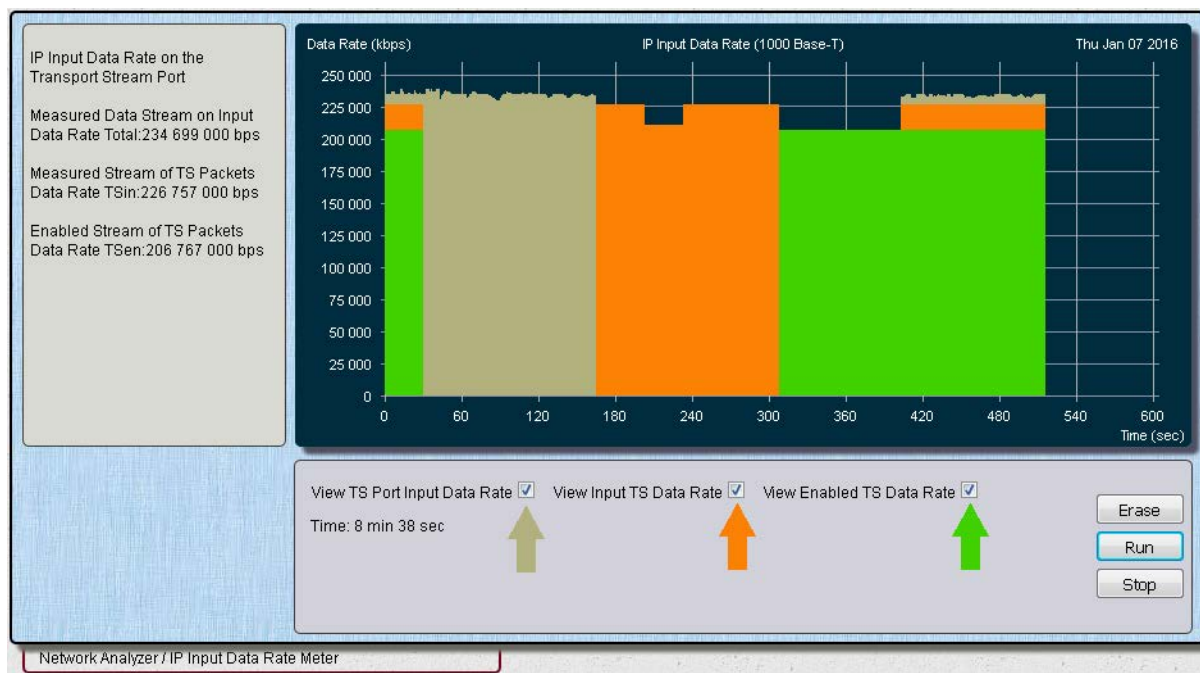 IP Input Data Rate on the
Transport Stream Port
Measured Data Stream on Input
Data Rate Total:234 699 000 bps
Measured Stream of TS Packets
Data Rate TSin:226 757 000 bps
Enabled Stream of TS Packets
Data Rate TSen:206 767 000 bps
Data Rate (kbps)
IP Input Data Rate (1000 Base-T)
Thu Jan 07 2016
250 000
225 000
200 000
175 000
150 000
125 000
100 000
75 000
50 000
25 000
0
0 60 120 180 240 300 360 420 480 540 600
Time (sec)
View TS Port Input Data Rate
View Input TS Data Rate
View Enabled TS Data Rate
Time: 8 min 38 sec
Erase
Run
Stop
Network Analyzer / IP Input Data Rate Meter